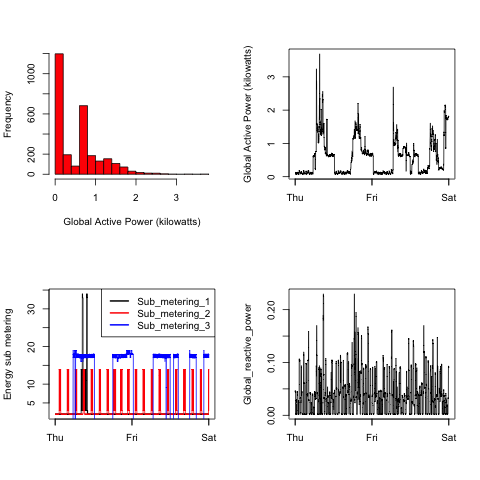 Frequency
0
200
600
1000
0
1
2
3
Global Active Power (kilowatts)
Global Active Power (kilowatts)
0
1
2
3
Thu
Fri
Sat
Energy sub metering
5
10
20
30
Sub_metering_1
Sub_metering_2
Sub_metering_3
Thu
Fri
Sat
Global_reactive_power
0.00
0.10
0.20
Thu
Fri
Sat